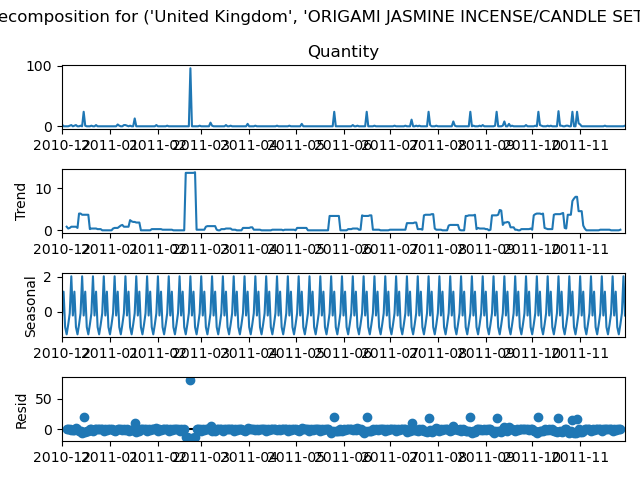 ecomposition for ('United Kingdom', 'ORIGAMI JASMINE INCENSE/CANDLE SET
Quantity
100
0
2010-12 2011-01 2011-02 2011-03 2011-04 2011-05 2011-06 2011-07 2011-08 2011-09 2011-10 2011-11
Trend
10
0
2010-12 2011-01 2011-02 2011-03 2011-04 2011-05 2011-06 2011-07 2011-08 2011-09 2011-10 2011-11
Seasonal
2
0
2010-12 2011-01 2011-02 2011-03 2011-04 2011-05 2011-06 2011-07 2011-08 2011-09 2011-10 2011-11
Resid
50
0
2010-12 2011-01 2011-02 2011-03 2011-04 2011-05 2011-06 2011-07 2011-08 2011-09 2011-10 2011-11